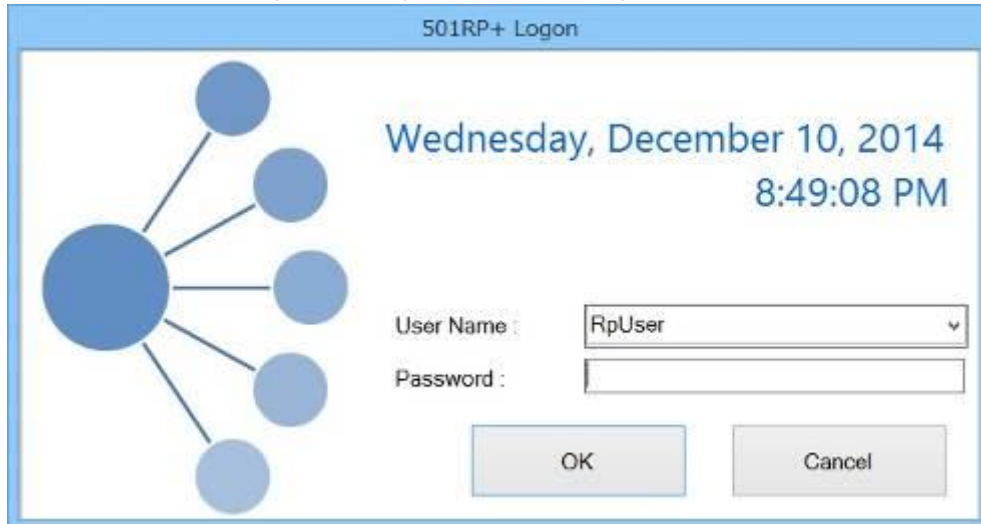 501RP+ Logon
Wednesday, December 10, 2014
8:49:08 PM
User Name : RpUser
Password :
OK Cancel